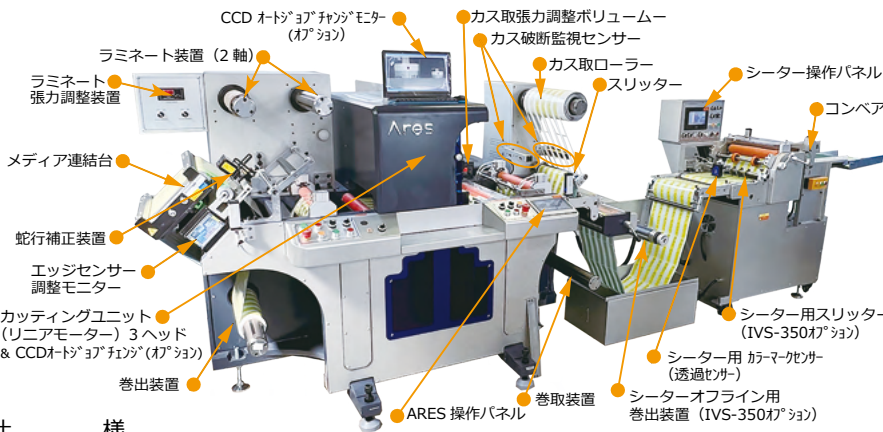 CCD ｵｰﾄｼﾞｮﾌﾞﾁｬﾝｼﾞﾓﾆﾀｰ
(ｵﾌﾟｼｮﾝ)
カス取張力調整ボリュームー
カス破断監視センサー
ラミネート装置（2 軸）
カス取ローラー
スリッター
ラミネート
張力調整装置
シーター操作パネル
コンベア
Ares
メディア連結台
蛇行補正装置
エッジセンサー
調整モニター
カッティングユニット
(リニアモーター）3 ヘッド
& CCDｵｰﾄｼﾞｮﾌﾞﾁｪﾝｼﾞ(ｵﾌﾟｼｮﾝ)
巻出装置
ARES 操作パネル
巻取装置
シーターオフライン用
巻出装置（IVS-350ｵﾌﾟｼｮﾝ）
シーター用 ｶﾗｰﾏｰｸｾﾝｻｰ
（透過ｾﾝｻｰ）
シーター用スリッター
（IVS-350ｵﾌﾟｼｮﾝ）
様